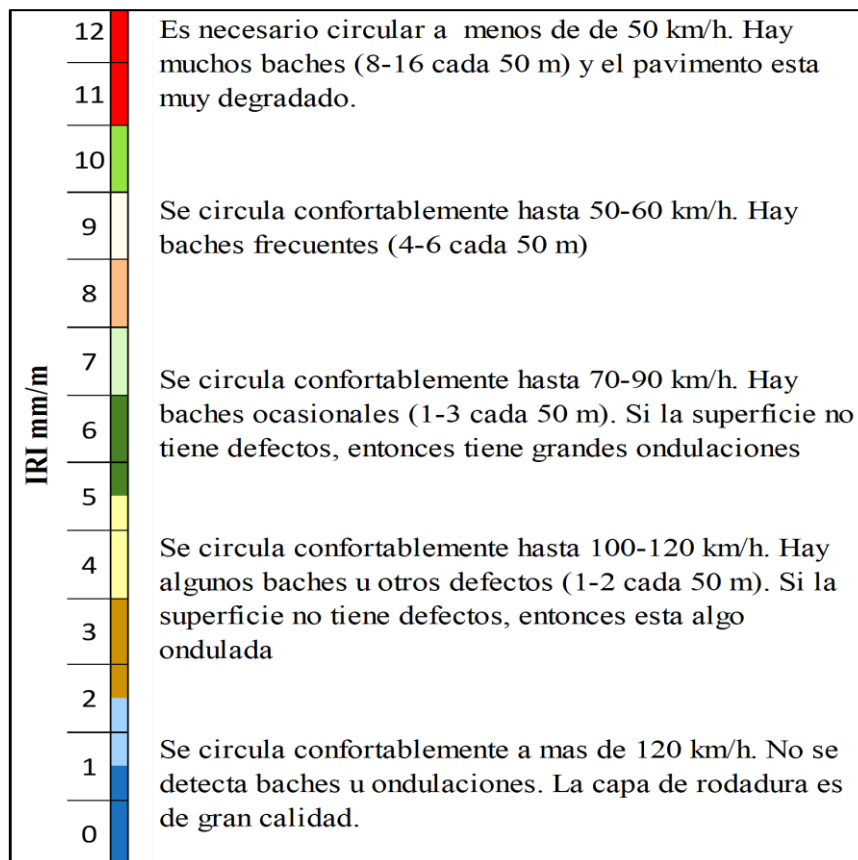 12
Es necesario circular a menos de de 50 km/h. Hay
muchos baches (8-16 cada 50 m) y el pavimento esta
muy degradado.
11
10
9
Se circula confortablemente hasta 50-60 km/h. Hay
baches frecuentes (4-6 cada 50 m)
8
7
Se circula confortablemente hasta 70-90 km/h. Hay
baches ocasionales (1-3 cada 50 m). Si la superficie no
tiene defectos, entonces tiene grandes ondulaciones
6
5
IRI mm/m
4
Se circula confortablemente hasta 100-120 km/h. Hay
algunos baches u otros defectos (1-2 cada 50 m). Si la
superficie no tiene defectos, entonces esta algo
ondulada
3
2
1
Se circula confortablemente a mas de 120 km/h. No se
detecta baches u ondulaciones. La capa de rodadura es
de gran calidad.
0